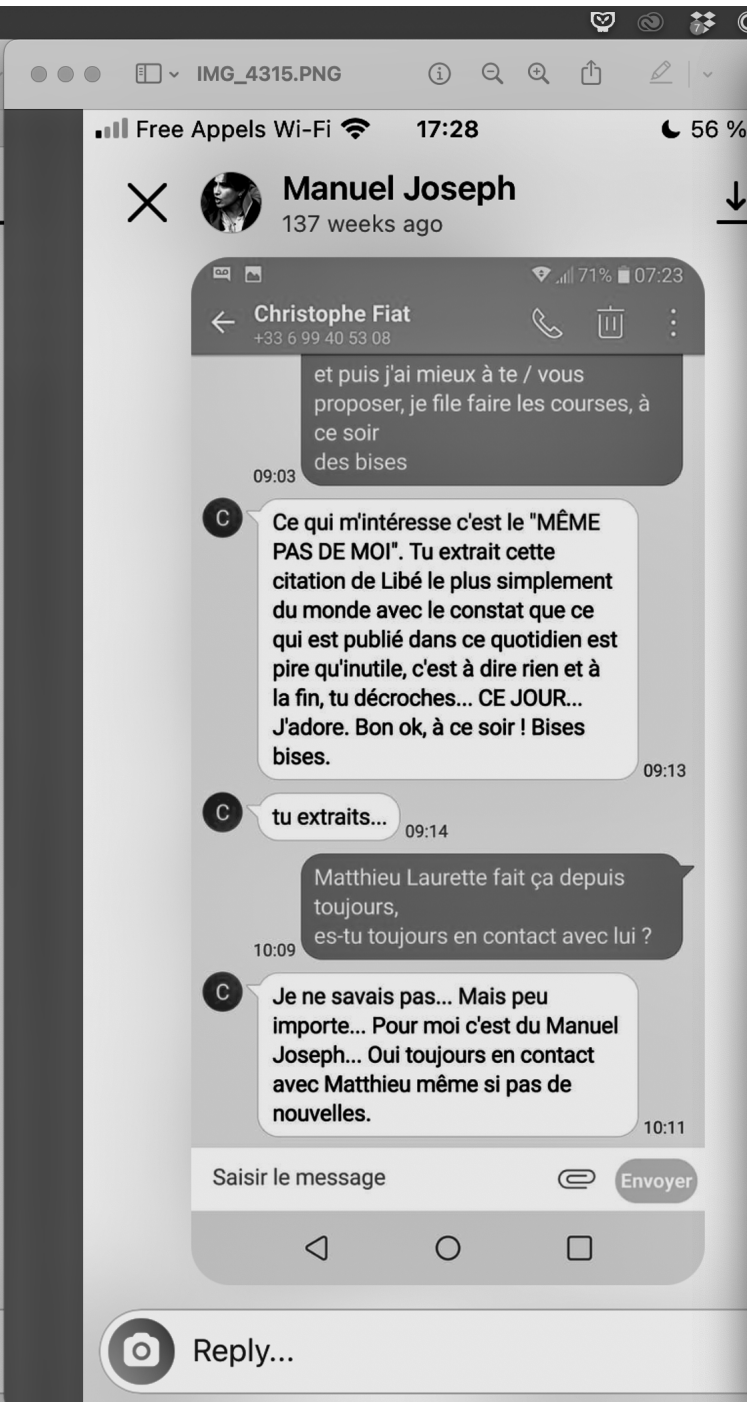 7
IMG_4315.PNG
Free Appels Wi-Fi 17:28 56 %
Manuel Joseph
137 weeks ago
71% 07:23
Christophe Fiat
+33 6 99 40 53 08
et puis j'ai mieux à te / vous
proposer, je file faire les courses, à
ce soir
des bises
09:03
C
Ce qui m'intéresse c'est le "MÊME
PAS DE MOI". Tu extrait cette
citation de Libé le plus simplement
du monde avec le constat que ce
qui est publié dans ce quotidien est
pire qu'inutile, c'est à dire rien et à
la fin, tu décroches... CE JOUR...
J'adore. Bon ok, à ce soir ! Bises
bises.
09:13
C
tu extraits...
09:14
Matthieu Laurette fait ça depuis
toujours,
es-tu toujours en contact avec lui ?
10:09
C
Je ne savais pas... Mais peu
importe... Pour moi c'est du Manuel
Joseph... Oui toujours en contact
avec Matthieu même si pas de
nouvelles.
10:11
Saisir le message
Envoyer
Reply...